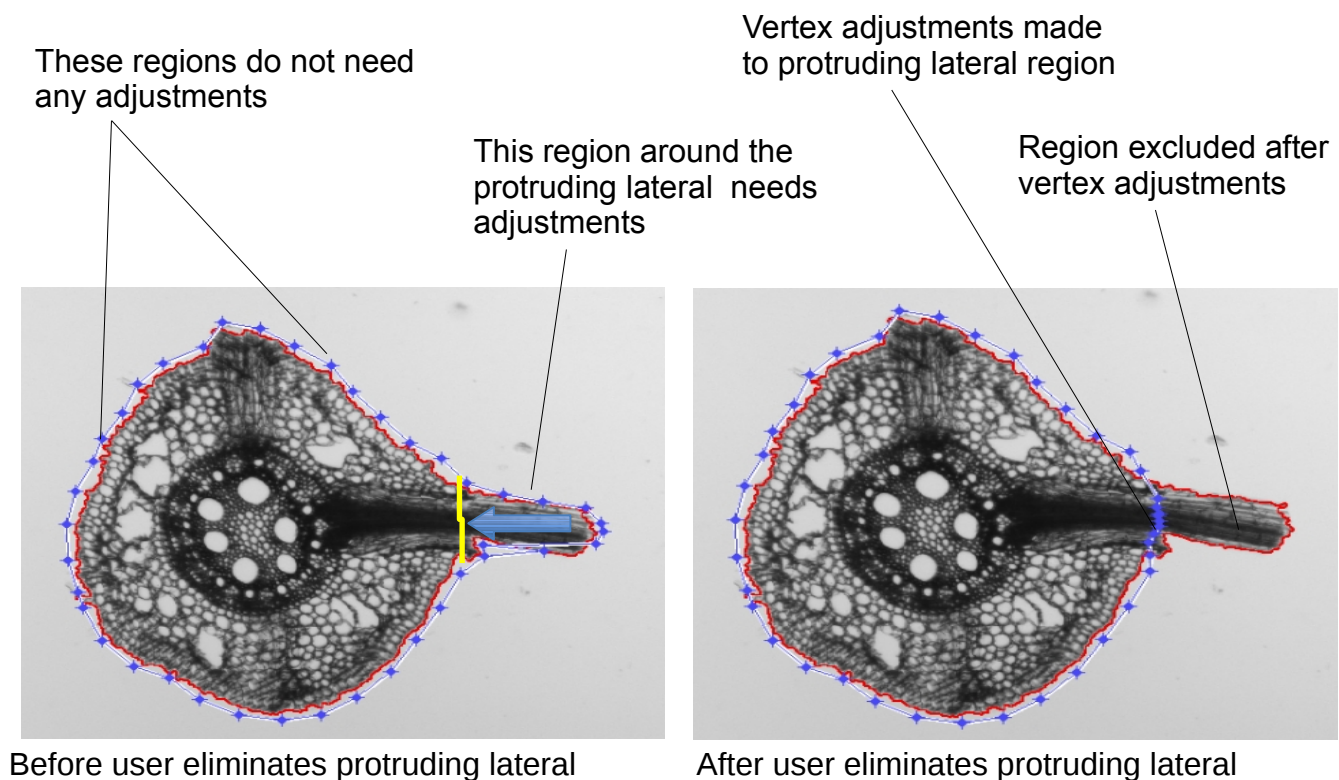 These regions do not need
any adjustments
This region around the
protruding lateral needs
adjustments
Vertex adjustments made
to protruding lateral region
Region excluded after
vertex adjustments
Before user eliminates protruding lateral
After user eliminates protruding lateral